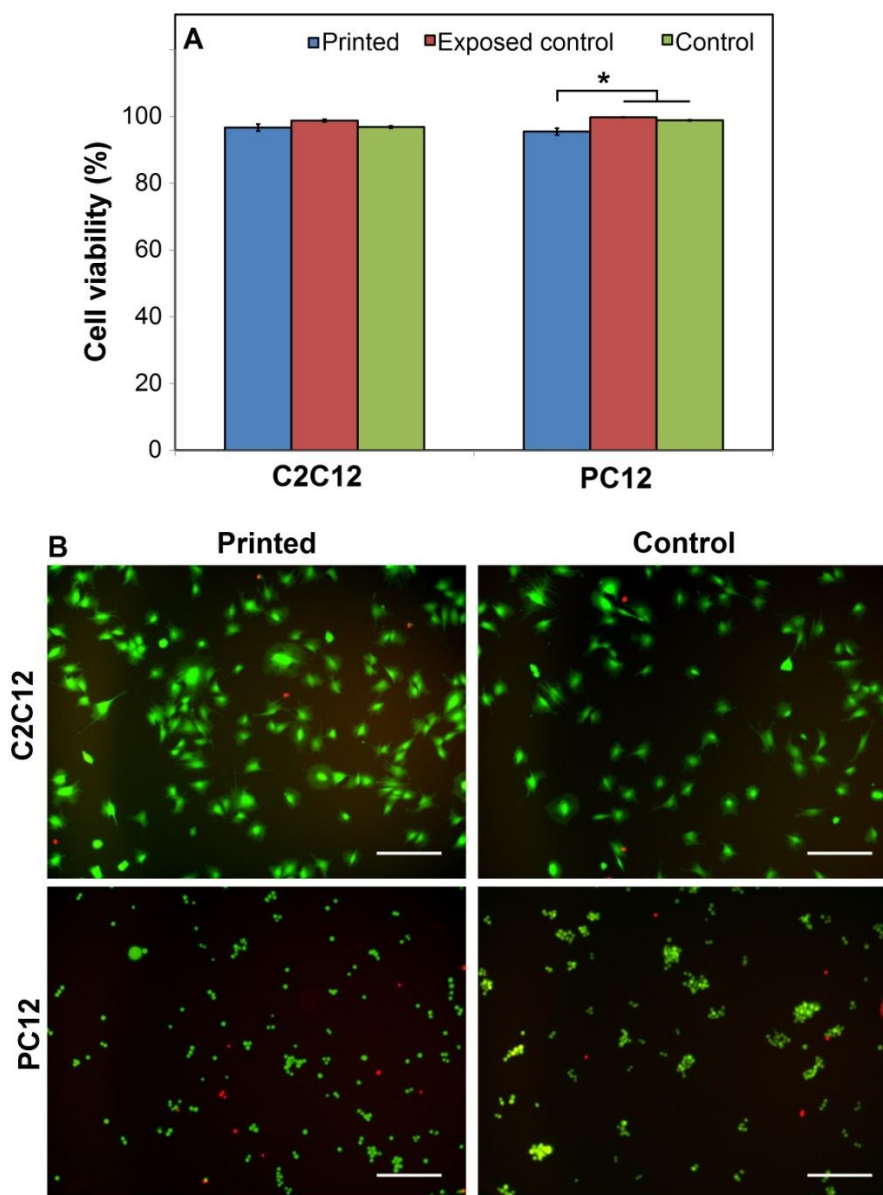 A
Printed Exposed control Control
*
100
80
60
40
20
0
Cell viability (%)
C2C12 PC12
B
Printed Control
C2C12
PC12